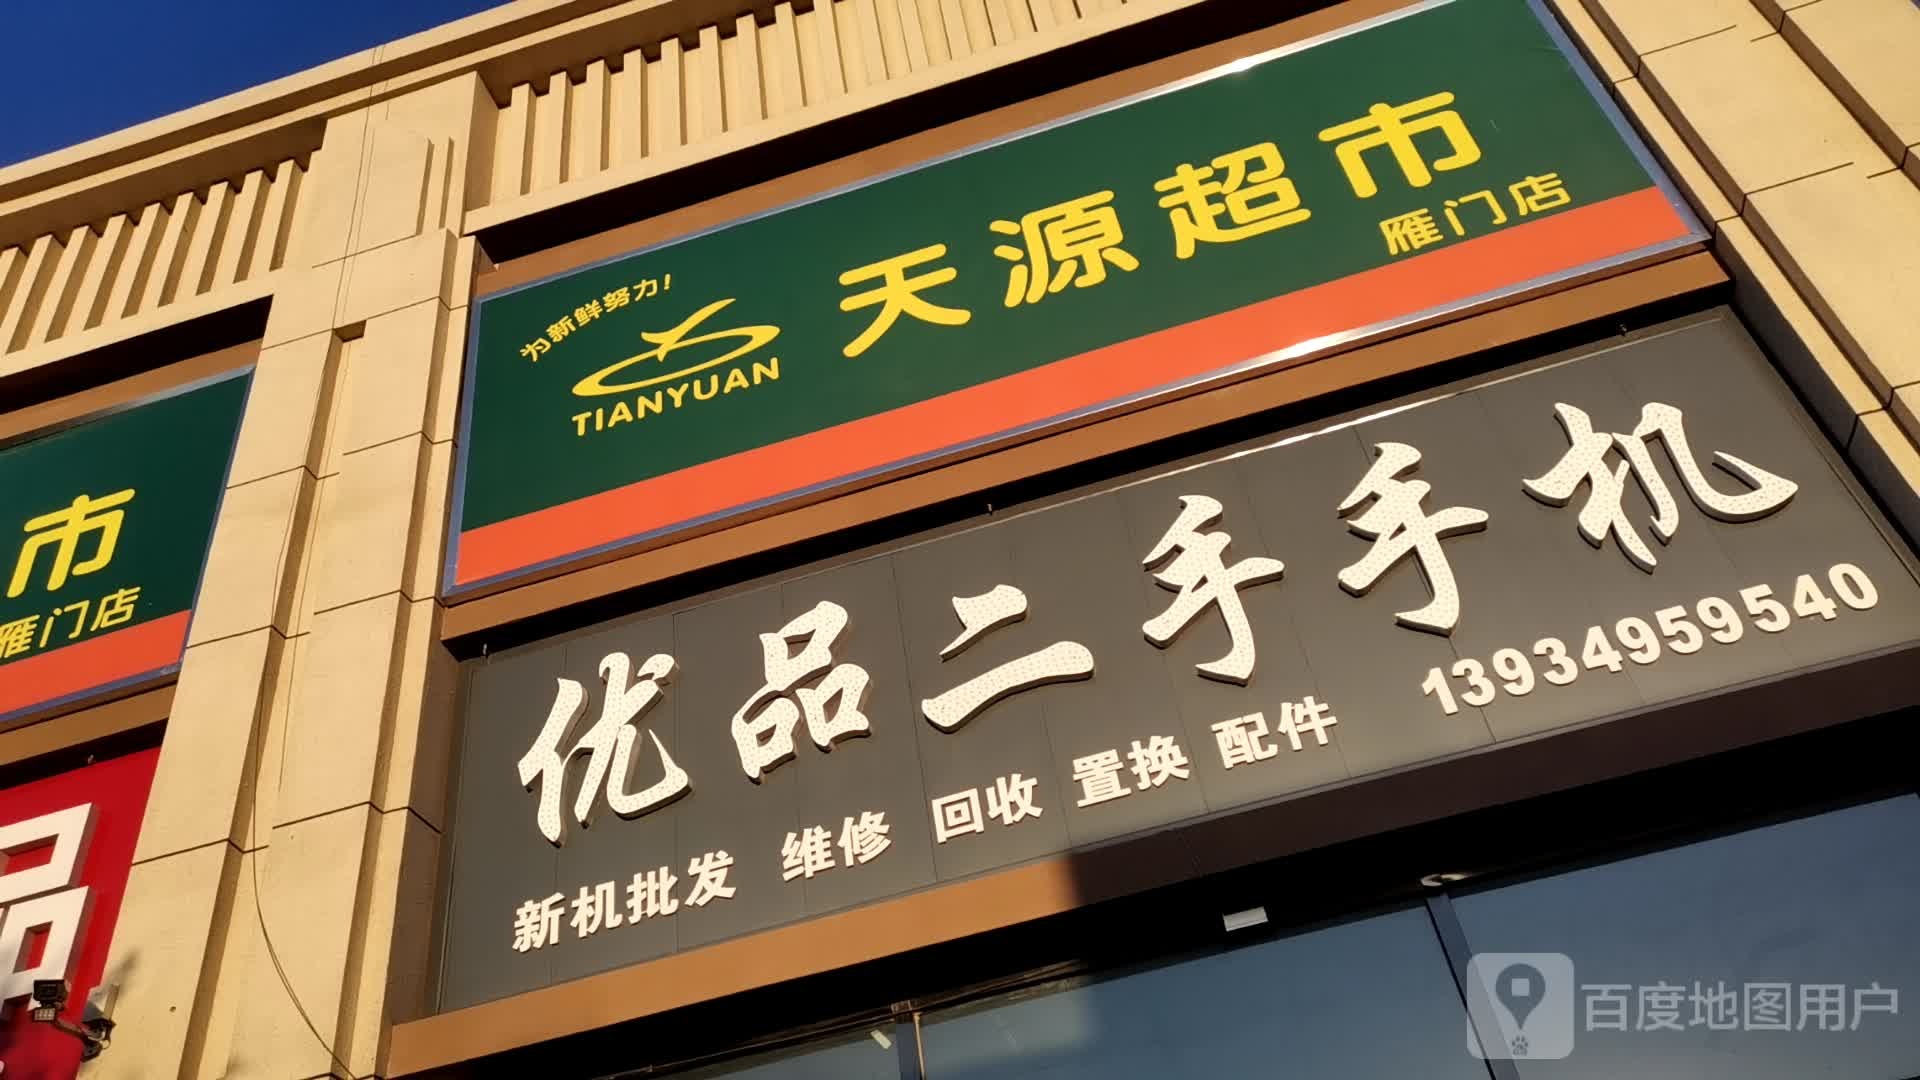 为新鲜努力!
TIANYUAN
天源超市
雁门店
市
雁门店
优品二手手机
新机批发 维修 回收 置换 配件 13934959540
品
百度地图用户